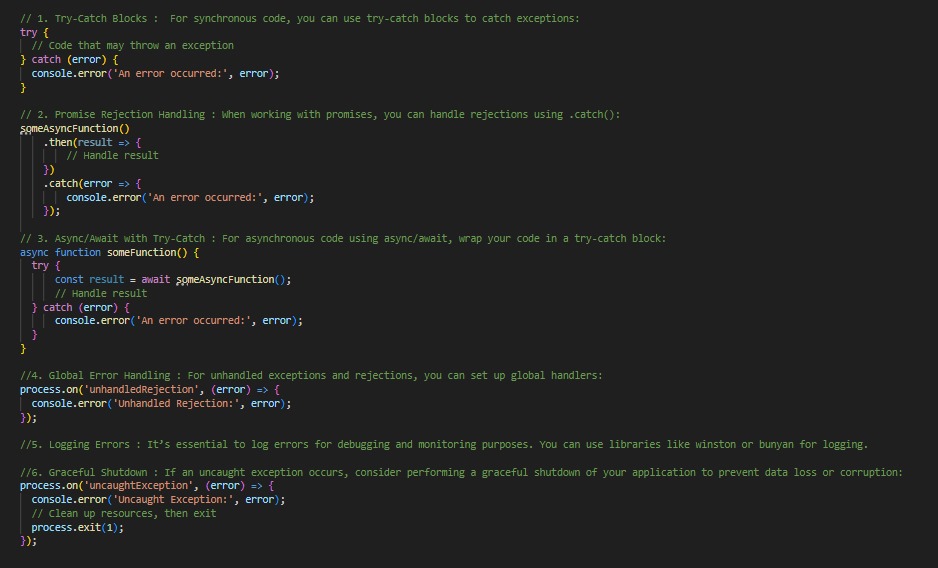 // 1. Try-Catch Blocks :  For synchronous code, you can use try-catch blocks to catch exceptions:
try {
  // Code that may throw an exception
} catch (error) {
  console.error('An error occurred:', error);
}
// 2. Promise Rejection Handling : When working with promises, you can handle rejections using .catch():
someAsyncFunction()
    .then(result => {
        // Handle result
    })
    .catch(error => {
        console.error('An error occurred:', error);
    });
// 3. Async/Await with Try-Catch : For asynchronous code using async/await, wrap your code in a try-catch block:
async function someFunction() {
  try {
      const result = await someAsyncFunction();
      // Handle result
  } catch (error) {
      console.error('An error occurred:', error);
  }
}
//4. Global Error Handling : For unhandled exceptions and rejections, you can set up global handlers:
process.on('unhandledRejection', (error) => {
  console.error('Unhandled Rejection:', error);
});
//5. Logging Errors : It’s essential to log errors for debugging and monitoring purposes. You can use libraries like winston or bunyan for logging.
//6. Graceful Shutdown : If an uncaught exception occurs, consider performing a graceful shutdown of your application to prevent data loss or corruption:
process.on('uncaughtException', (error) => {
  console.error('Uncaught Exception:', error);
  // Clean up resources, then exit
  process.exit(1);
});